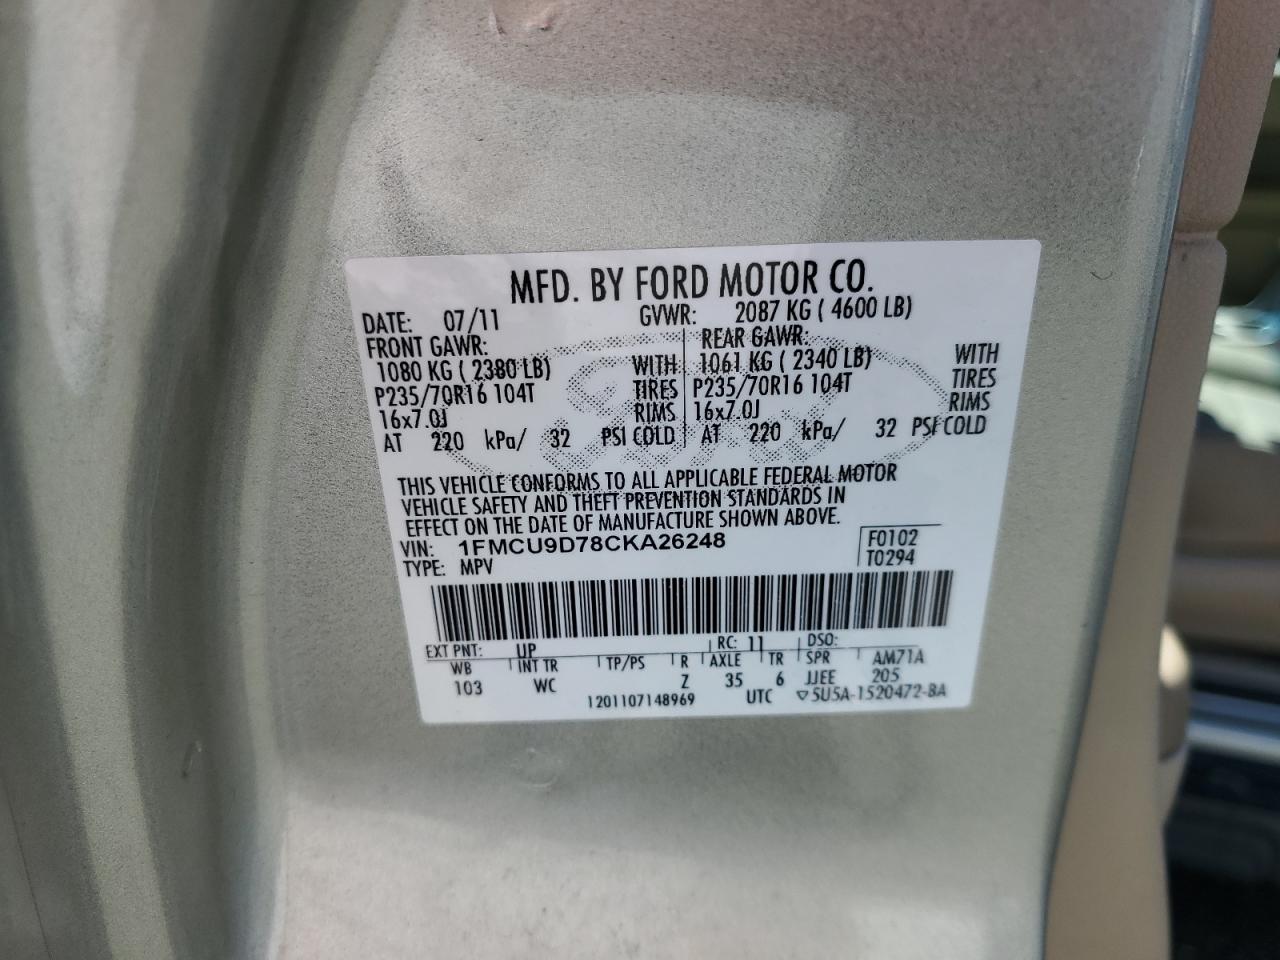 MFD. BY FORD MOTOR CO.
DATE: 07/11 GVWR: 2087 KG ( 4600 LB)
FRONT GAWR: REAR GAWR:
1080 KG ( 2380 LB) WITH 1061 KG ( 2340 LB) WITH
P235/70R16 104T TIRES P235/70R16 104T TIRES
16x7.0J RIMS 16x7.0J RIMS
AT 220 kPa/ 32 PSI COLD AT 220 kPa/ 32 PSI COLD
Ford
THIS VEHICLE CONFORMS TO ALL APPLICABLE FEDERAL MOTOR
VEHICLE SAFETY AND THEFT PREVENTION STANDARDS IN
EFFECT ON THE DATE OF MANUFACTURE SHOWN ABOVE.
VIN: 1FMCU9D78CKA26248 F0102
TYPE: MPV T0294
EXT PNT: UP RC: 11 DSO:
WB INT TR TP/PS R AXLE TR SPR AM71A
103 WC Z 35 6 JJEE 205
1201107148969 UTC ▽5U5A-1520472-BA